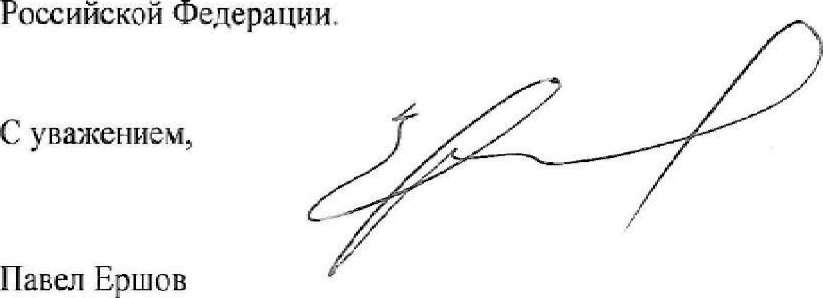 Российской Федерации.
С уважением,
Павел Ершов